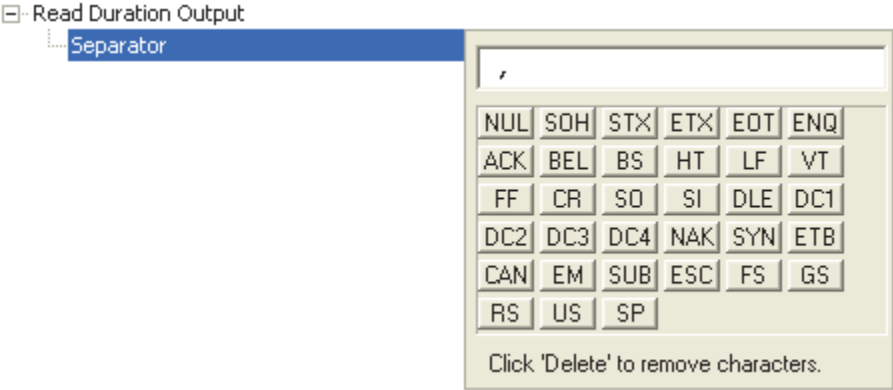 Read Duration Output
Separator
,
NUL SOH STX ETX EOT ENQ
ACK BEL BS HT LF VT
FF CR SO SI DLE DC1
DC2 DC3 DC4 NAK SYN ETB
CAN EM SUB ESC FS GS
RS US SP
Click 'Delete' to remove characters.